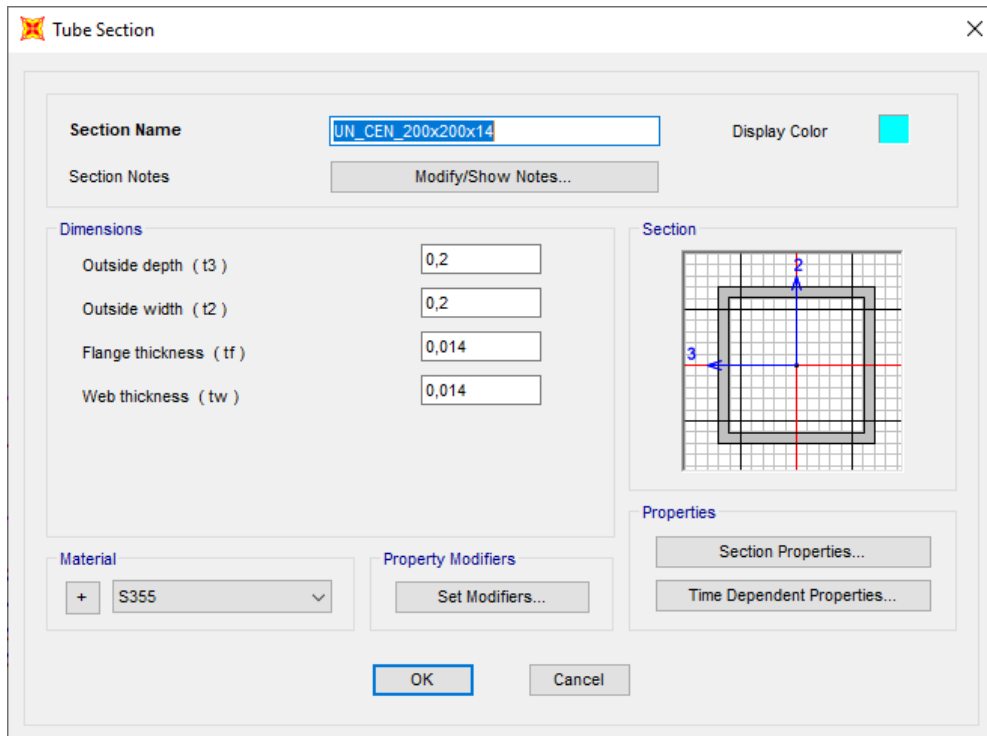 Tube Section
Section Name
UN_CEN_200x200x14
Display Color
Section Notes
Modify/Show Notes...
Dimensions
Outside depth ( t3 )
0,2
Outside width ( t2 )
0,2
Flange thickness ( tf )
0,014
Web thickness ( tw )
0,014
Section
2
3
Properties
Section Properties...
Time Dependent Properties...
Material
+
S355
Property Modifiers
Set Modifiers...
OK
Cancel